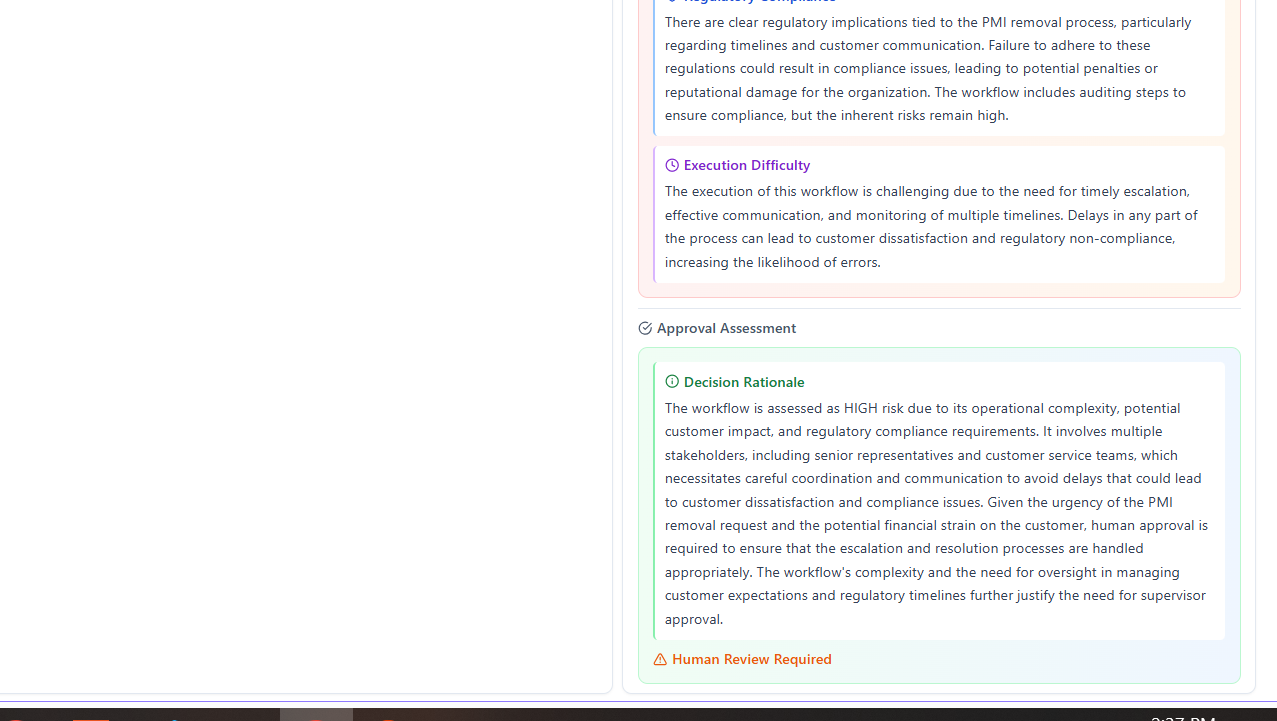 Regulatory Compliance
There are clear regulatory implications tied to the PMI removal process, particularly
regarding timelines and customer communication. Failure to adhere to these
regulations could result in compliance issues, leading to potential penalties or
reputational damage for the organization. The workflow includes auditing steps to
ensure compliance, but the inherent risks remain high.
Execution Difficulty
The execution of this workflow is challenging due to the need for timely escalation,
effective communication, and monitoring of multiple timelines. Delays in any part of
the process can lead to customer dissatisfaction and regulatory non-compliance,
increasing the likelihood of errors.
Approval Assessment
Decision Rationale
The workflow is assessed as HIGH risk due to its operational complexity, potential
customer impact, and regulatory compliance requirements. It involves multiple
stakeholders, including senior representatives and customer service teams, which
necessitates careful coordination and communication to avoid delays that could lead
to customer dissatisfaction and compliance issues. Given the urgency of the PMI
removal request and the potential financial strain on the customer, human approval is
required to ensure that the escalation and resolution processes are handled
appropriately. The workflow's complexity and the need for oversight in managing
customer expectations and regulatory timelines further justify the need for supervisor
approval.
Human Review Required